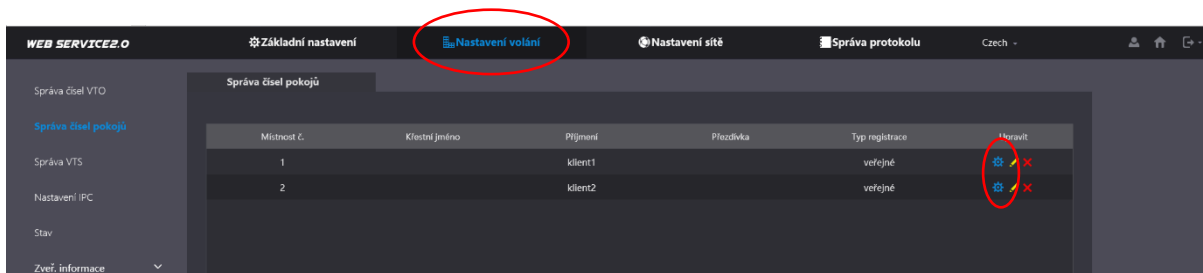 WEB SERVICE2.0 Základní nastavení Nastavení volání Nastavení sítě Správa protokolu Czech
Správa čísel VTO
Správa čísel pokojů
Správa VTS
Nastavení IPC
Stav
Zveř. informace
Správa čísel pokojů
Místnost č. Křestní jméno Příjmení Přezdívka Typ registrace Upravit
1 klient1 veřejné
2 klient2 veřejné